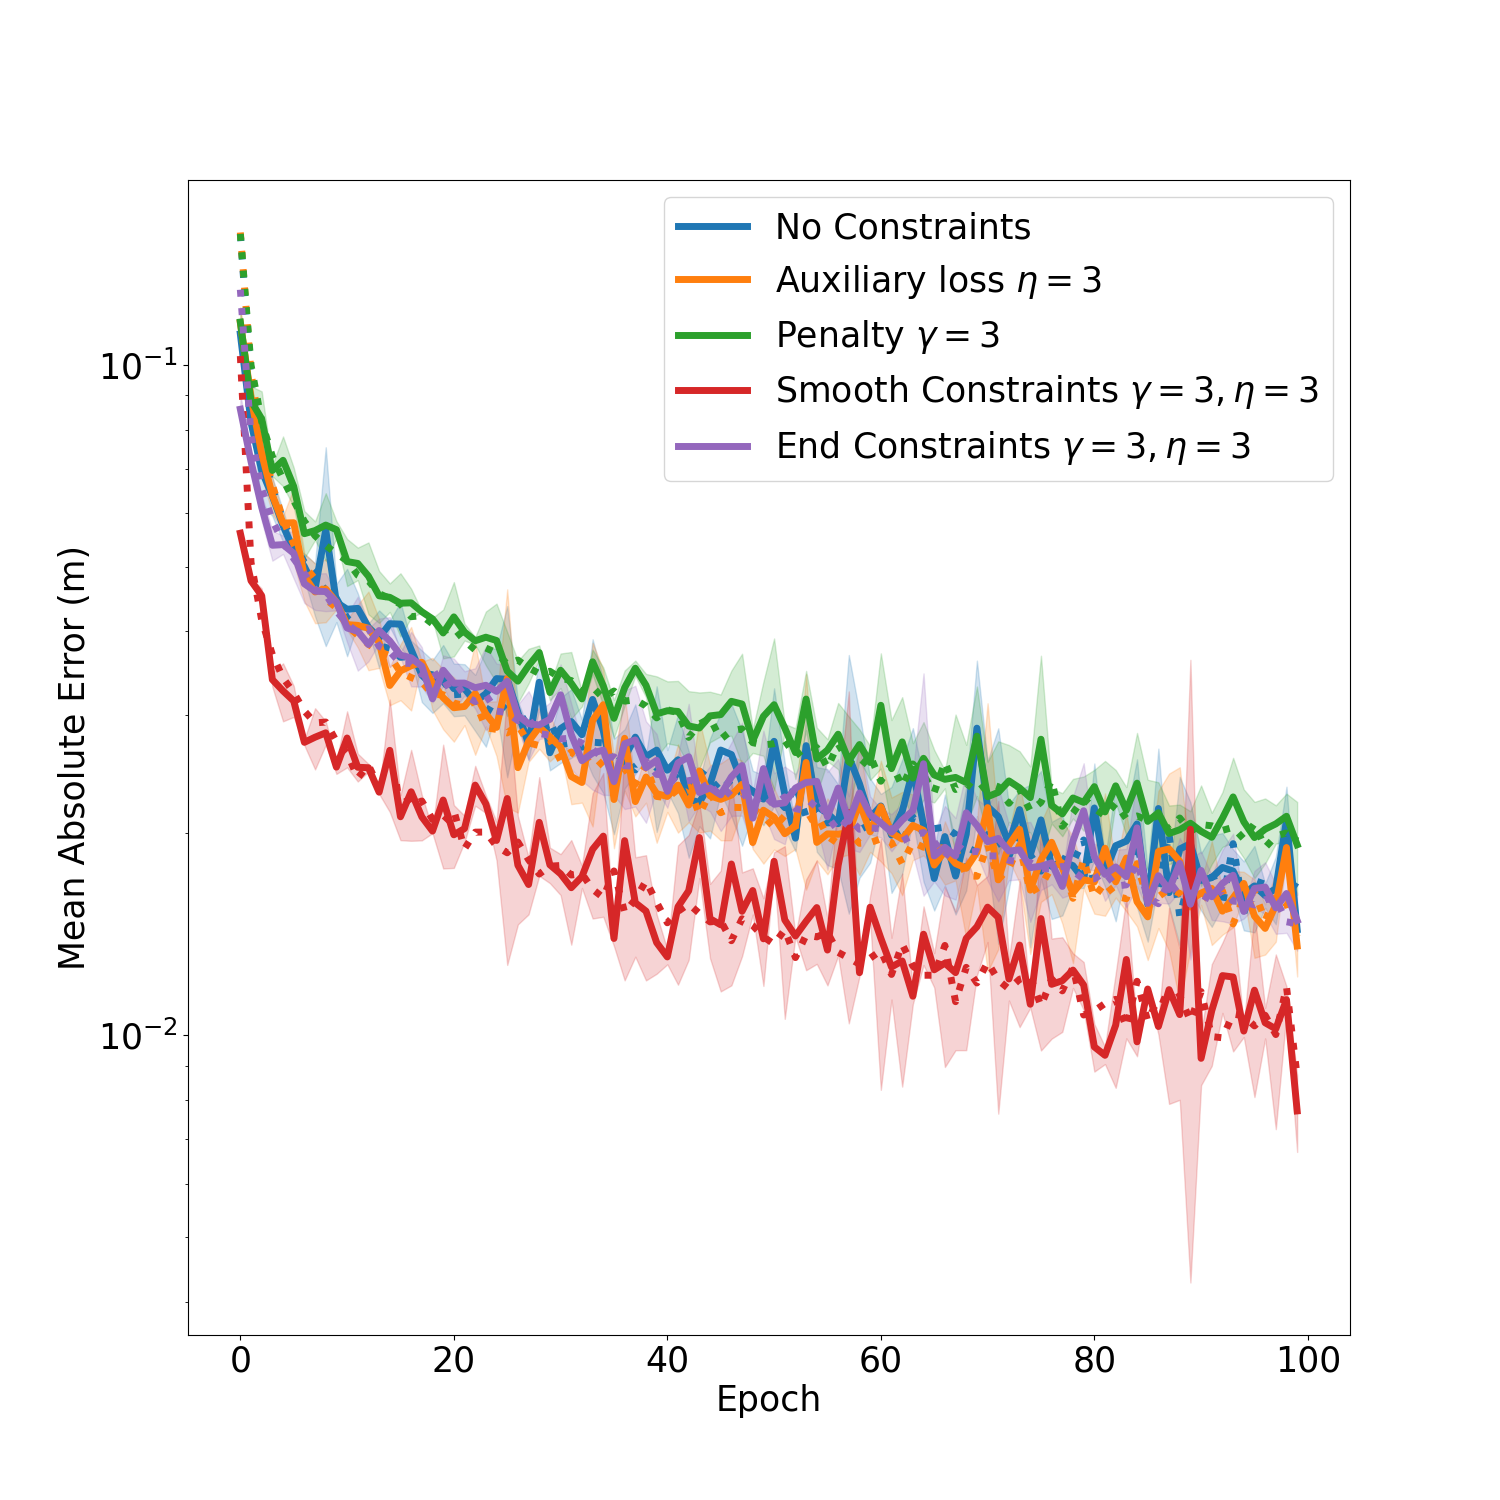 No Constraints
Auxiliary loss η = 3
Penalty γ = 3
Smooth Constraints γ = 3, η = 3
End Constraints γ = 3, η = 3
Mean Absolute Error (m)
10⁻¹
10⁻²
0 20 40 60 80 100
Epoch